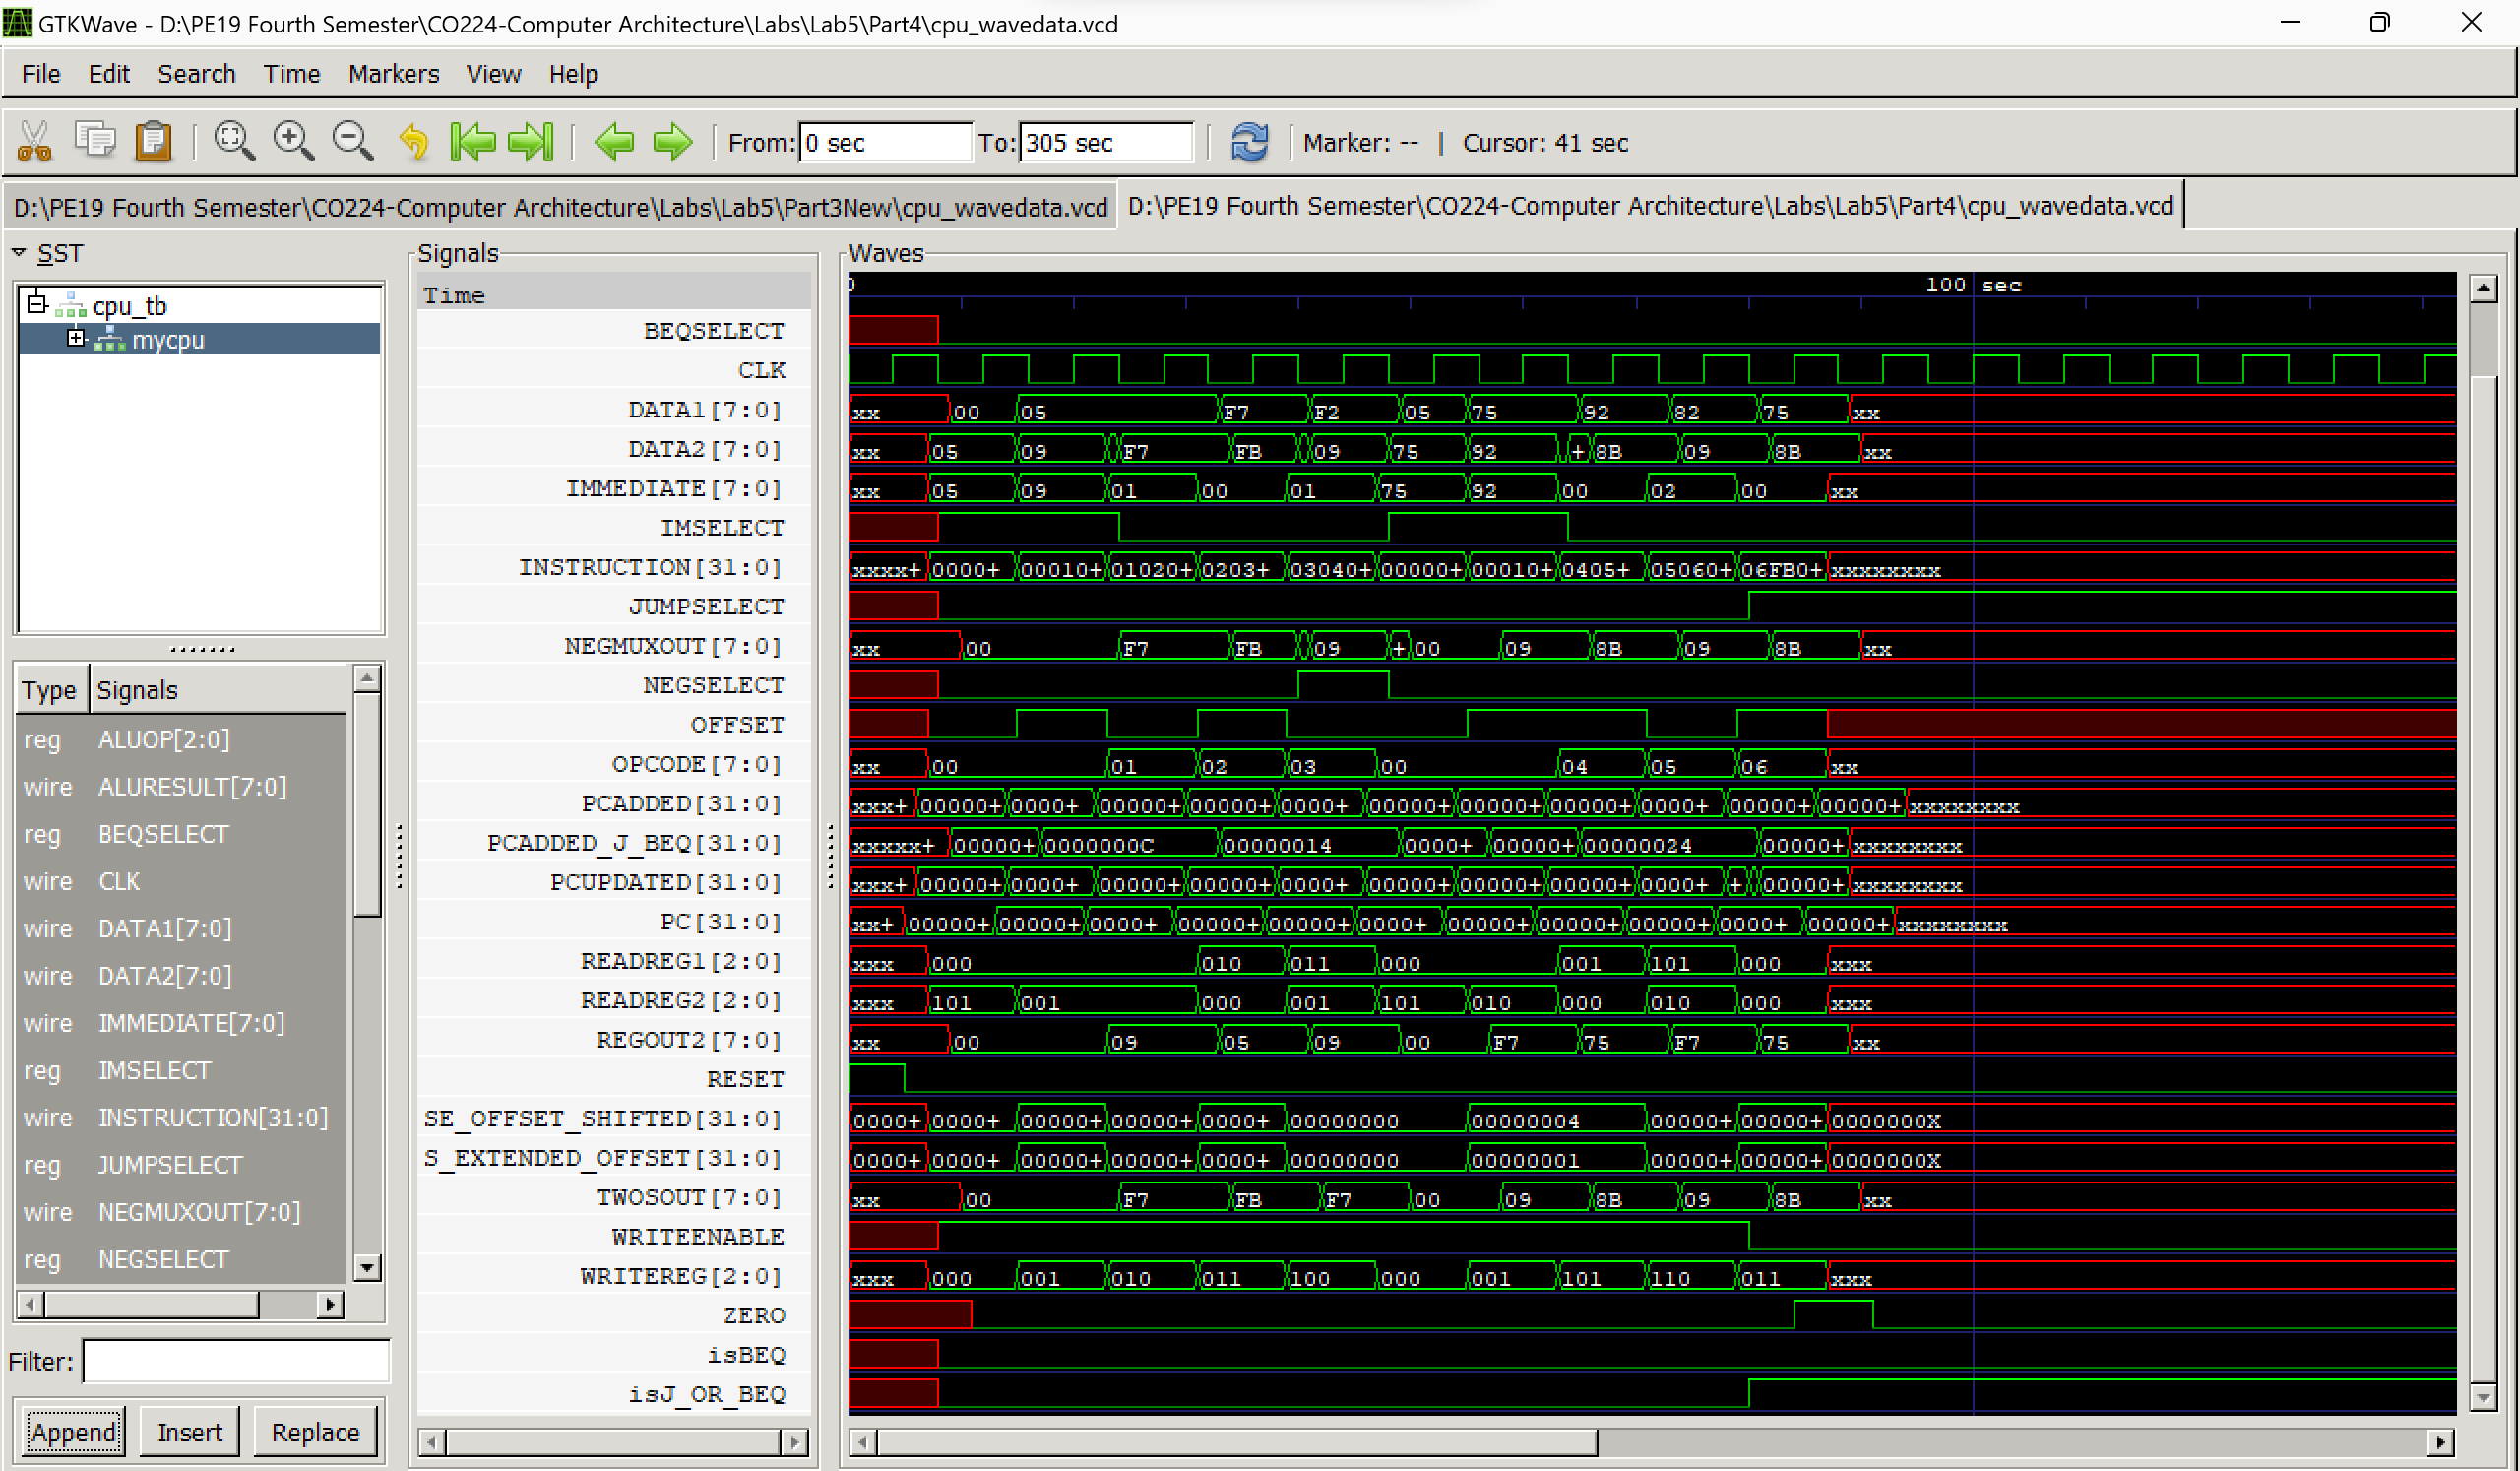 GTKWave - D:\PE19 Fourth Semester\CO224-Computer Architecture\Labs\Lab5\Part4\cpu_wavedata.vcd
File Edit Search Time Markers View Help
From: 0 sec To: 305 sec Marker: -- | Cursor: 41 sec
D:\PE19 Fourth Semester\CO224-Computer Architecture\Labs\Lab5\Part3New\cpu_wavedata.vcd D:\PE19 Fourth Semester\CO224-Computer Architecture\Labs\Lab5\Part4\cpu_wavedata.vcd
SST
cpu_tb
mycpu
Type Signals
reg ALUOP[2:0]
wire ALURESULT[7:0]
reg BEQSELECT
wire CLK
wire DATA1[7:0]
wire DATA2[7:0]
wire IMMEDIATE[7:0]
reg IMSELECT
wire INSTRUCTION[31:0]
reg JUMPSELECT
wire NEGMUXOUT[7:0]
reg NEGSELECT
Filter:
Append Insert Replace
Signals
Waves
Time 100 sec
BEQSELECT
CLK
DATA1[7:0] xx 00 05 F7 F2 05 75 92 82 75 xx
DATA2[7:0] xx 05 09 F7 FB 09 75 92 + 8B 09 8B xx
IMMEDIATE[7:0] xx 05 09 01 00 01 75 92 00 02 00 xx
IMSELECT
INSTRUCTION[31:0] xxxx+ 0000+ 00010+ 01020+ 0203+ 03040+ 00000+ 00010+ 0405+ 05060+ 06FB0+ xxxxxxxx
JUMPSELECT
NEGMUXOUT[7:0] xx 00 F7 FB 09 + 00 09 8B 09 8B xx
NEGSELECT
OFFSET
OPCODE[7:0] xx 00 01 02 03 00 04 05 06 xx
PCADDED[31:0] xxx+ 00000+ 0000+ 00000+ 00000+ 0000+ 00000+ 00000+ 00000+ 0000+ 00000+ 00000+ xxxxxxxx
PCADDED_J_BEQ[31:0] xxxxx+ 00000+ 0000000C 00000014 0000+ 00000+ 00000024 00000+ xxxxxxxx
PCUPDATED[31:0] xxx+ 00000+ 0000+ 00000+ 00000+ 0000+ 00000+ 00000+ 00000+ 0000+ + 00000+ xxxxxxxx
PC[31:0] xx+ 00000+ 00000+ 0000+ 00000+ 00000+ 0000+ 00000+ 00000+ 00000+ 0000+ 00000+ xxxxxxxx
READREG1[2:0] xxx 000 010 011 000 001 101 000 xxx
READREG2[2:0] xxx 101 001 000 001 101 010 000 010 000 xxx
REGOUT2[7:0] xx 00 09 05 09 00 F7 75 F7 75 xx
RESET
SE_OFFSET_SHIFTED[31:0] 0000+ 0000+ 00000+ 00000+ 0000+ 00000000 00000004 00000+ 00000+ 0000000X
S_EXTENDED_OFFSET[31:0] 0000+ 0000+ 00000+ 00000+ 0000+ 00000000 00000001 00000+ 00000+ 0000000X
TWOSOUT[7:0] xx 00 F7 FB F7 00 09 8B 09 8B xx
WRITEENABLE
WRITEREG[2:0] xxx 000 001 010 011 100 000 001 101 110 011 xxx
ZERO
isBEQ
isJ_OR_BEQ